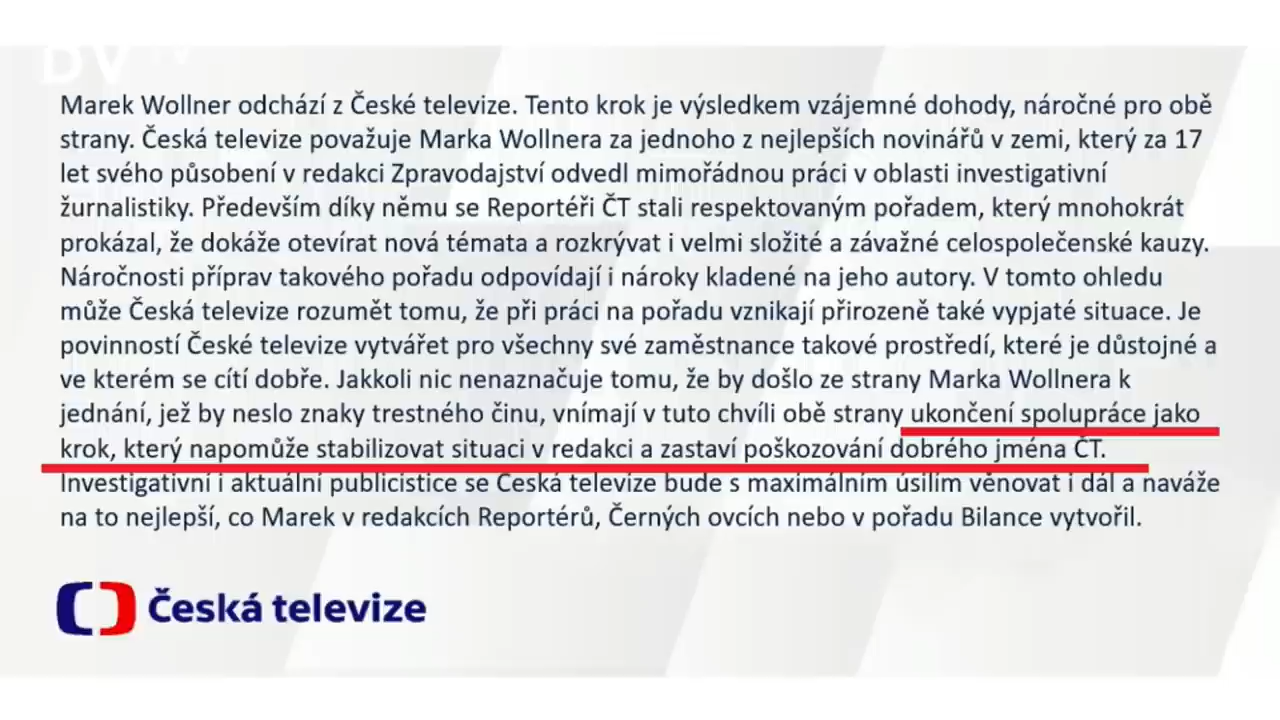 BVTV
Marek Wollner odchází z České televize. Tento krok je výsledkem vzájemné dohody, náročné pro obě
strany. Česká televize považuje Marka Wollnera za jednoho z nejlepších novinářů v zemi, který za 17
let svého působení v redakci Zpravodajství odvedl mimořádnou práci v oblasti investigativní
žurnalistiky. Především díky němu se Reportéři ČT stali respektovaným pořadem, který mnohokrát
prokázal, že dokáže otevírat nová témata a rozkrývat i velmi složité a závažné celospolečenské kauzy.
Náročnosti příprav takového pořadu odpovídají i nároky kladené na jeho autory. V tomto ohledu
může Česká televize rozumět tomu, že při práci na pořadu vznikají přirozeně také vypjaté situace. Je
povinností České televize vytvářet pro všechny své zaměstnance takové prostředí, které je důstojné a
ve kterém se cítí dobře. Jakkoli nic nenaznačuje tomu, že by došlo ze strany Marka Wollnera k
jednání, jež by neslo znaky trestného činu, vnímají v tuto chvíli obě strany ukončení spolupráce jako
krok, který napomůže stabilizovat situaci v redakci a zastaví poškozování dobrého jména ČT.
Investigativní i aktuální publicistice se Česká televize bude s maximálním úsilím věnovat i dál a naváže
na to nejlepší, co Marek v redakcích Reportérů, Černých ovcích nebo v pořadu Bilance vytvořil.
Česká televize